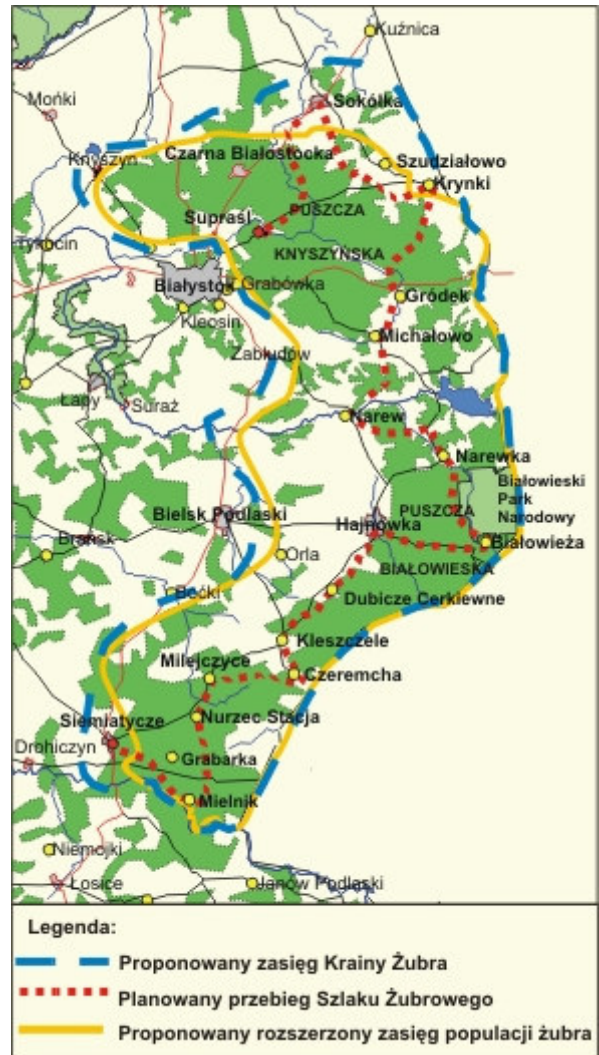 Kuźnica
Mońki
Sokółka
Knyszyn
Czarna Białostocka
Szudziałowo
Krynki
Supraśl
PUSZCZA
KNYSZYŃSKA
Tykocin
Białystok
Grabówka
Gródek
Kleosin
Michałowo
Zabłudów
Łapy
Suraż
Narew
Narewka
Białowieski
Park
Narodowy
PUSZCZA
Hajnówka
Bielsk Podlaski
Białowieża
Brańsk
Orla
BIAŁOWIESKA
Boćki
Dubicze Cerkiewne
Kleszczele
Milejczyce
Czeremcha
Siemiatycze
Nurzec Stacja
Drohiczyn
Grabarka
Mielnik
Niemojki
Łosice
Janów Podlaski
Legenda:
Proponowany zasięg Krainy Żubra
Planowany przebieg Szlaku Żubrowego
Proponowany rozszerzony zasięg populacji żubra